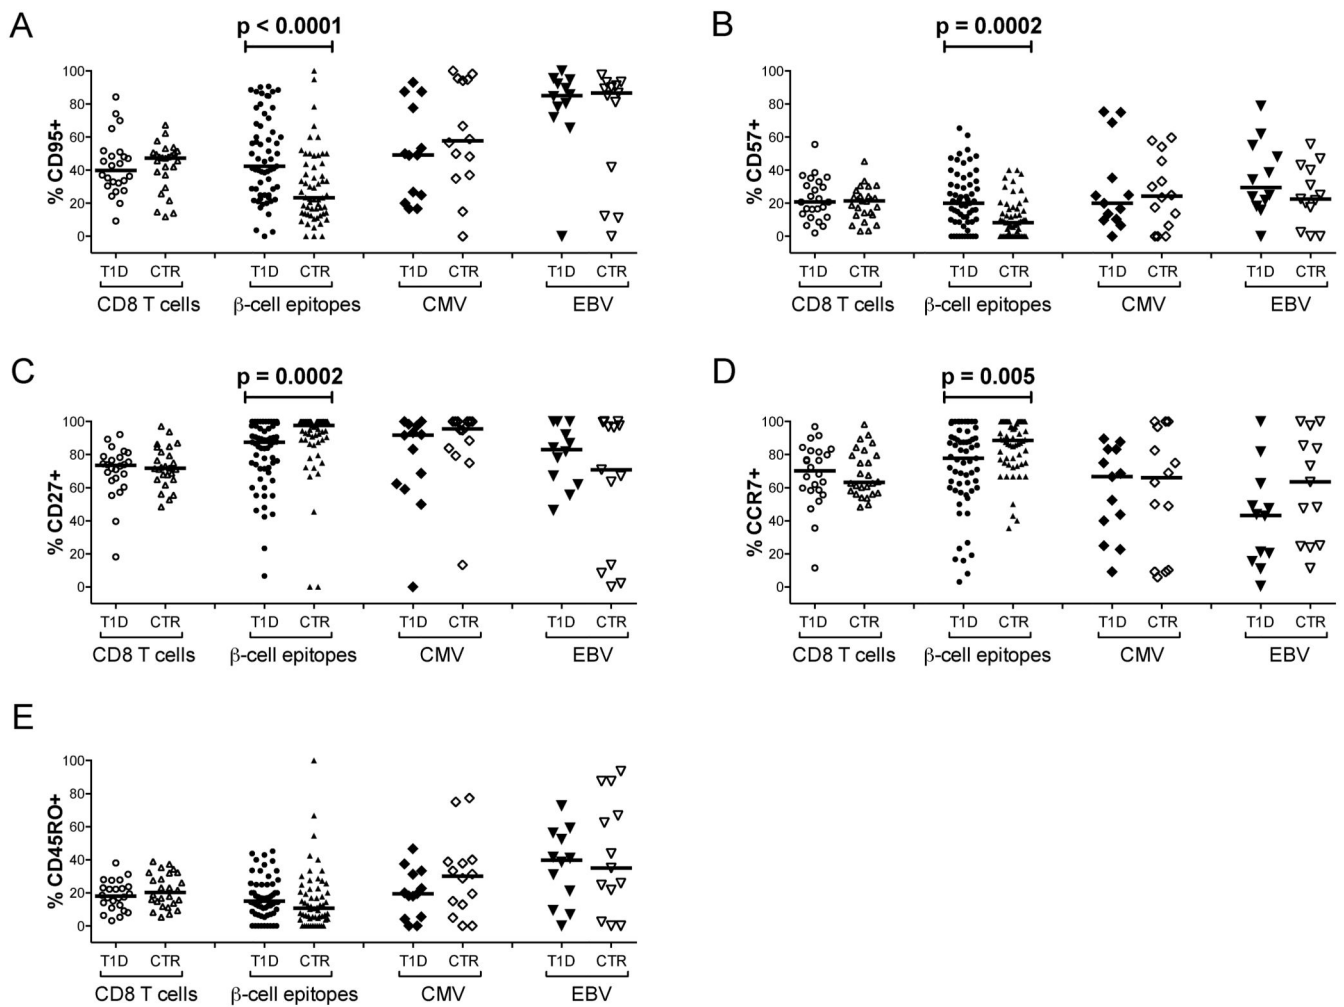 A
p < 0.0001
% CD95+
100
80
60
40
20
0
T1D CTR T1D CTR T1D CTR T1D CTR
CD8 T cells β-cell epitopes CMV EBV
B
p = 0.0002
% CD57+
100
80
60
40
20
0
T1D CTR T1D CTR T1D CTR T1D CTR
CD8 T cells β-cell epitopes CMV EBV
C
p = 0.0002
% CD27+
100
80
60
40
20
0
T1D CTR T1D CTR T1D CTR T1D CTR
CD8 T cells β-cell epitopes CMV EBV
D
p = 0.005
% CCR7+
100
80
60
40
20
0
T1D CTR T1D CTR T1D CTR T1D CTR
CD8 T cells β-cell epitopes CMV EBV
E
% CD45RO+
100
80
60
40
20
0
T1D CTR T1D CTR T1D CTR T1D CTR
CD8 T cells β-cell epitopes CMV EBV